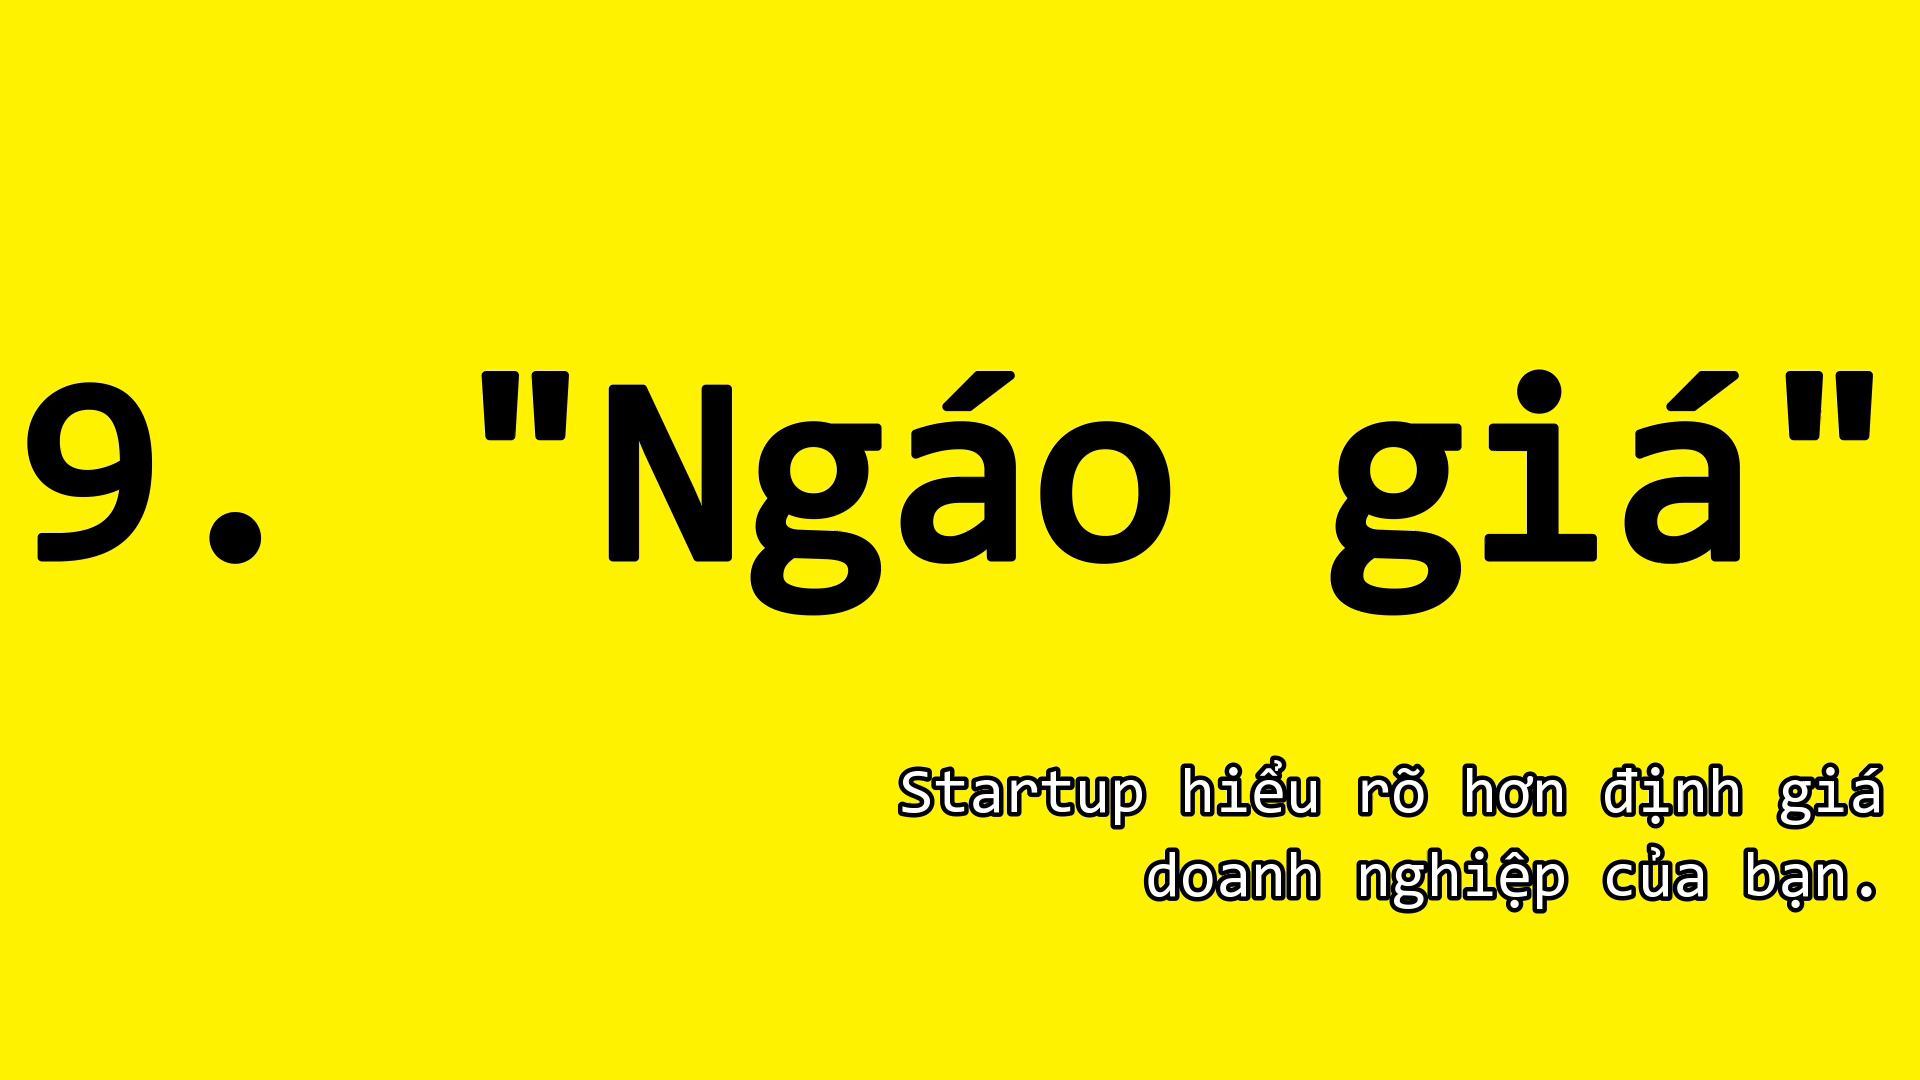 9. "Ngáo giá"
Startup hiểu rõ hơn định giá
doanh nghiệp của bạn.